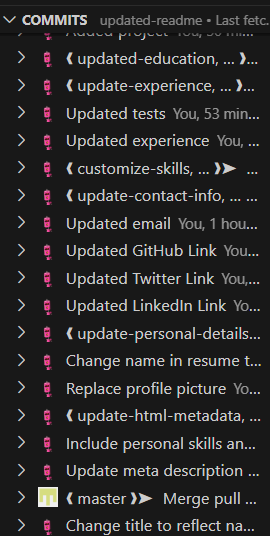 COMMITS updated-readme • Last fetc...
Added project You, 50 min...
❰ updated-education, ... ❱➤ ...
❰ update-experience, ... ❱➤...
Updated tests You, 53 min...
Updated experience You, ...
❰ customize-skills, ... ❱➤ ...
❰ update-contact-info, ... ❱...
Updated email You, 1 hou...
Updated GitHub Link You...
Updated Twitter Link You,...
Updated LinkedIn Link Yo...
❰ update-personal-details...
Change name in resume t...
Replace profile picture Yo...
❰ update-html-metadata, ...
Include personal skills an...
Update meta description ...
❰ master ❱➤ Merge pull ...
Change title to reflect na...